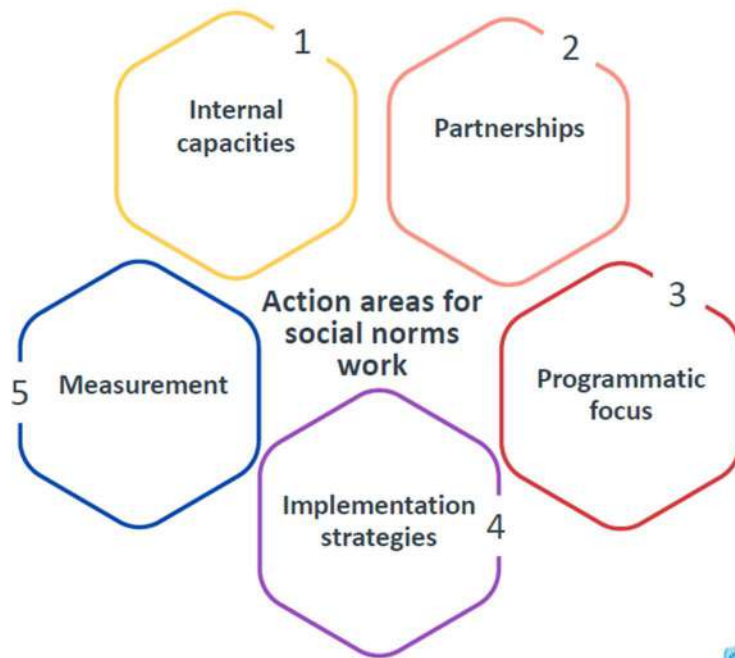 1
Internal
capacities
2
Partnerships
Action areas for
social norms
work
3
Programmatic
focus
Implementation
strategies
4
5
Measurement